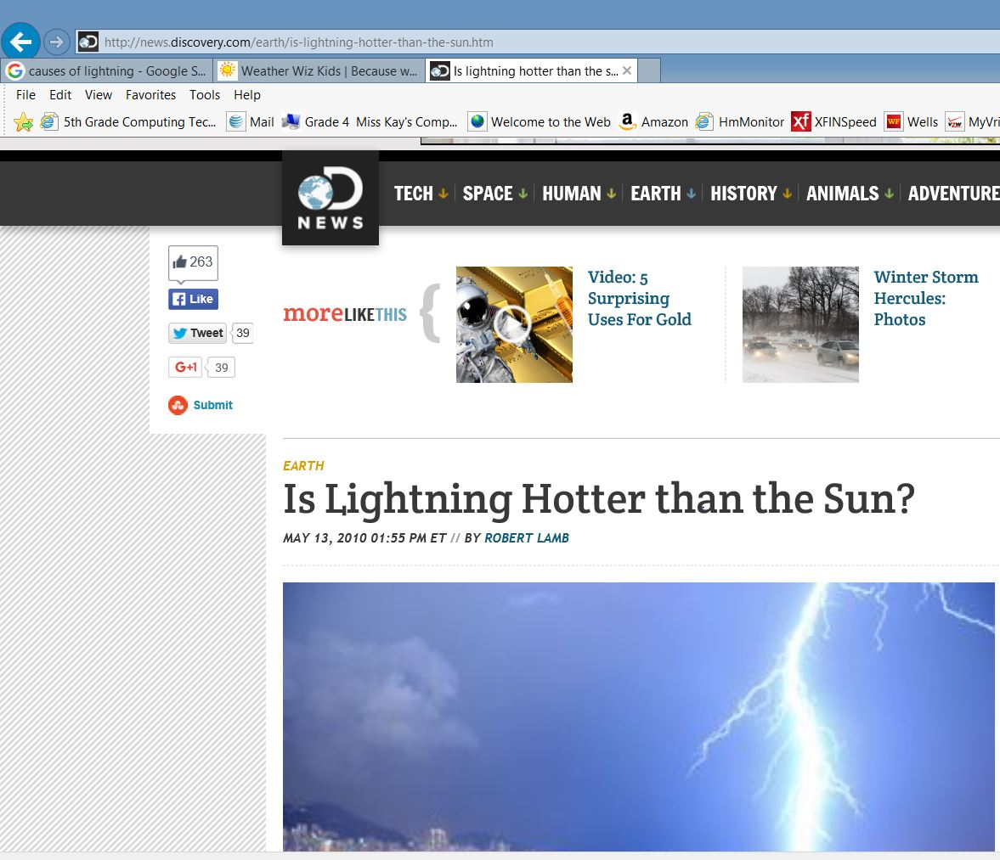 http://news.discovery.com/earth/is-lightning-hotter-than-the-sun.htm
causes of lightning - Google S... Weather Wiz Kids | Because w... Is lightning hotter than the s...
File Edit View Favorites Tools Help
5th Grade Computing Tec... Mail Grade 4 Miss Kay's Comp... Welcome to the Web Amazon HmMonitor XFINSpeed Wells MyVri
NEWS
TECH SPACE HUMAN EARTH HISTORY ANIMALS ADVENTURE
263
Like
Tweet 39
G+1 39
Submit
moreLIKETHIS
Video: 5
Surprising
Uses For Gold
Winter Storm
Hercules:
Photos
EARTH
Is Lightning Hotter than the Sun?
MAY 13, 2010 01:55 PM ET // BY ROBERT LAMB